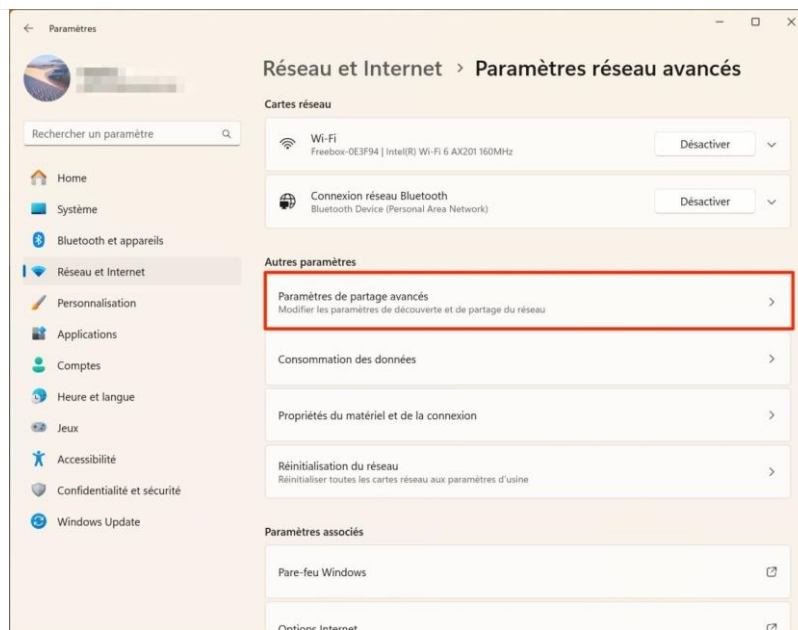 Paramètres
Réseau et Internet > Paramètres réseau avancés
Rechercher un paramètre
Home
Système
Bluetooth et appareils
Réseau et Internet
Personnalisation
Applications
Comptes
Heure et langue
Jeux
Accessibilité
Confidentialité et sécurité
Windows Update
Cartes réseau
Wi-Fi
Freebox-0E3F94 | Intel(R) Wi-Fi 6 AX201 160MHz
Désactiver
Connexion réseau Bluetooth
Bluetooth Device (Personal Area Network)
Désactiver
Autres paramètres
Paramètres de partage avancés
Modifier les paramètres de découverte et de partage du réseau
Consommation des données
Propriétés du matériel et de la connexion
Réinitialisation du réseau
Réinitialiser toutes les cartes réseau aux paramètres d'usine
Paramètres associés
Pare-feu Windows
Options Internet